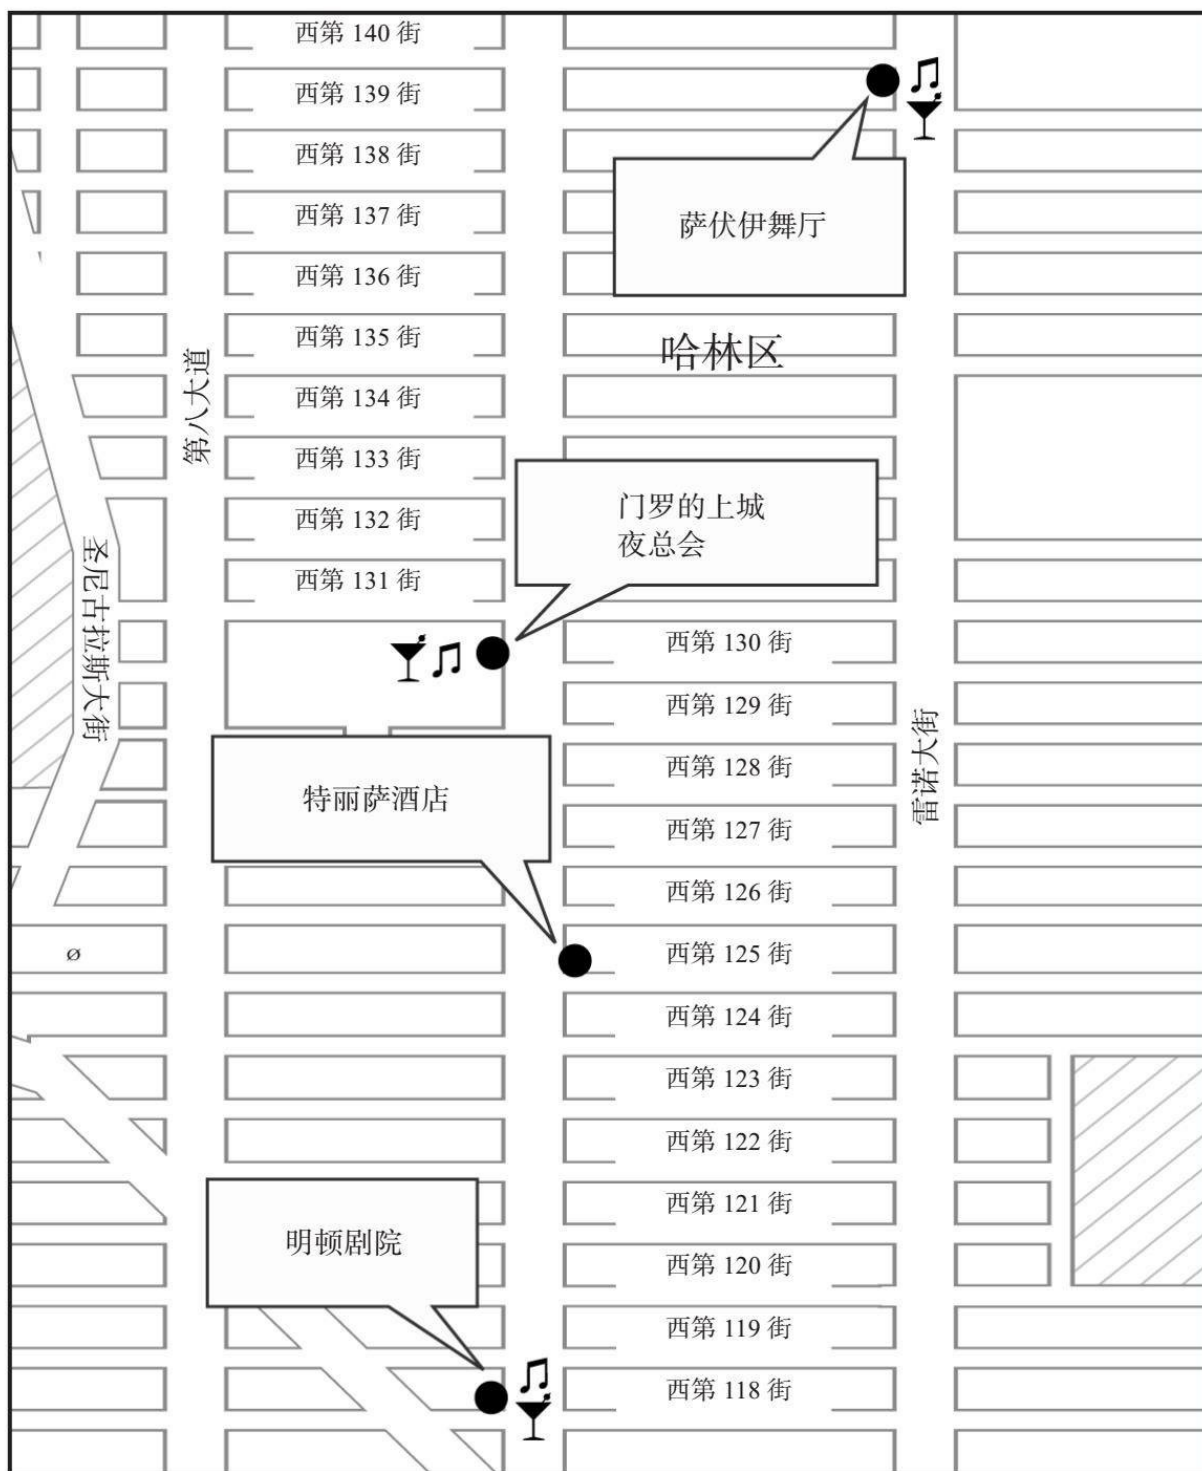 西第 140 街
西第 139 街
西第 138 街
西第 137 街
萨伏伊舞厅
西第 136 街
西第 135 街
哈林区
第八大道
西第 134 街
西第 133 街
门罗的上城
夜总会
西第 132 街
西第 131 街
圣尼古拉斯大街
西第 130 街
西第 129 街
雷诺大街
西第 128 街
特丽萨酒店
西第 127 街
西第 126 街
西第 125 街
ø
西第 124 街
西第 123 街
西第 122 街
西第 121 街
明顿剧院
西第 120 街
西第 119 街
西第 118 街